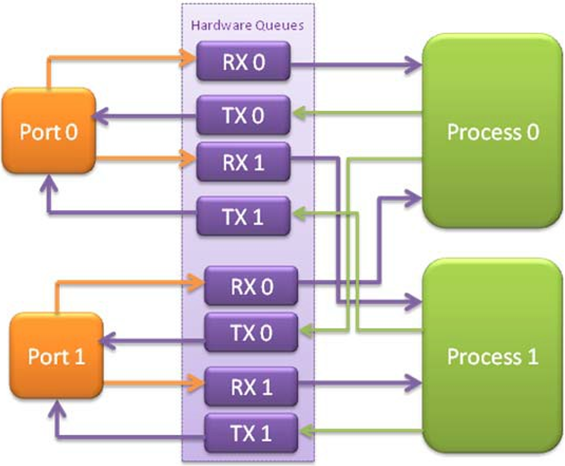 Hardware Queues
RX 0
TX 0
Port 0
Process 0
RX 1
TX 1
RX 0
TX 0
Port 1
Process 1
RX 1
TX 1